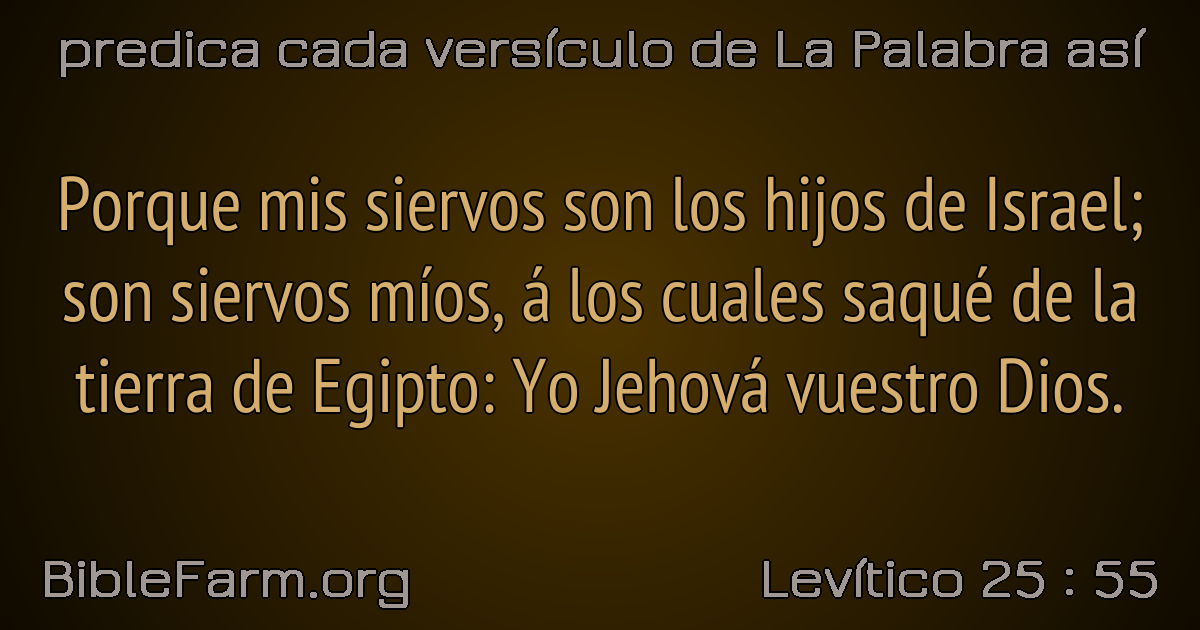 predica cada versículo de La Palabra así
Porque mis siervos son los hijos de Israel;
son siervos míos, á los cuales saqué de la
tierra de Egipto: Yo Jehová vuestro Dios.
BibleFarm.org
Levítico 25 : 55